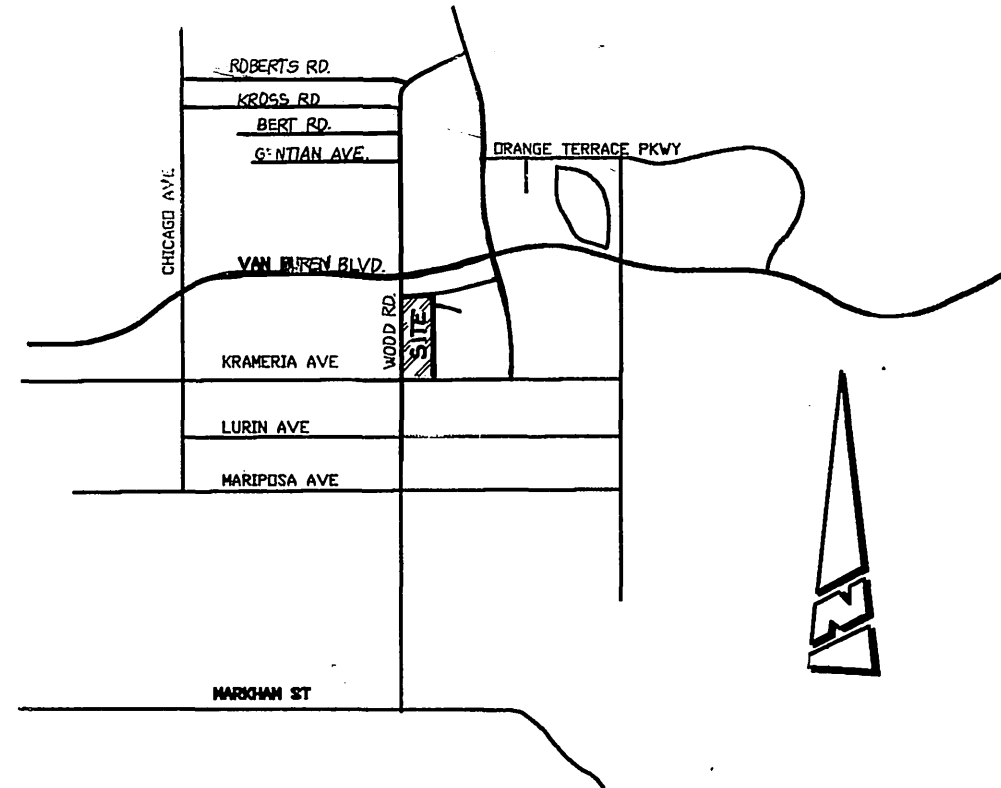 ROBERTS RD.
KROSS RD
BERT RD.
GENTIAN AVE.
ORANGE TERRACE PKWY
CHICAGO AVE
VAN BUREN BLVD.
WOOD RD.
SITE
KRAMERIA AVE
LURIN AVE
MARIPOSA AVE
N
MARKHAM ST